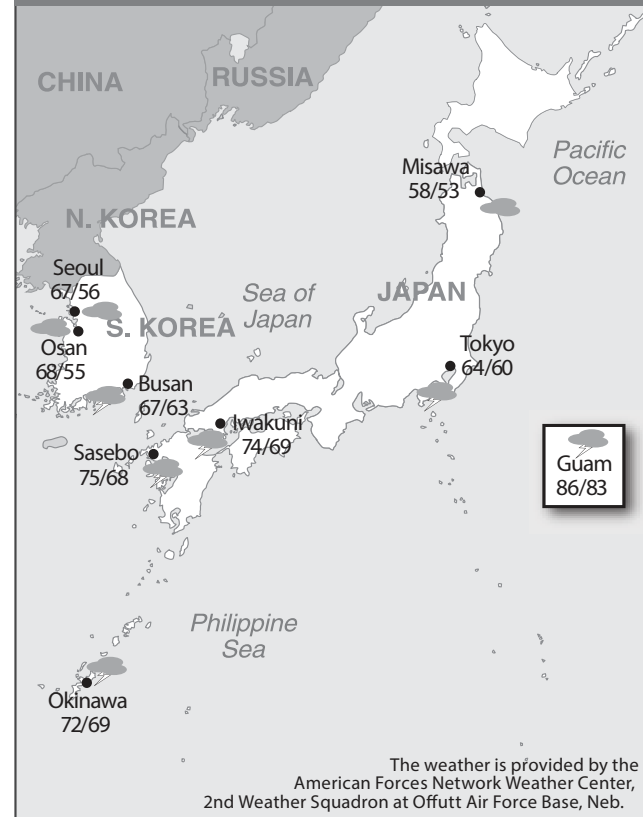 CHINA
RUSSIA
Pacific
Ocean
Misawa
58/53
N. KOREA
Seoul
67/56
Sea of
Japan
JAPAN
S. KOREA
Osan
68/55
Tokyo
64/60
Busan
67/63
Iwakuni
74/69
Sasebo
75/68
Guam
86/83
Philippine
Sea
Okinawa
72/69
The weather is provided by the
American Forces Network Weather Center,
2nd Weather Squadron at Offutt Air Force Base, Neb.